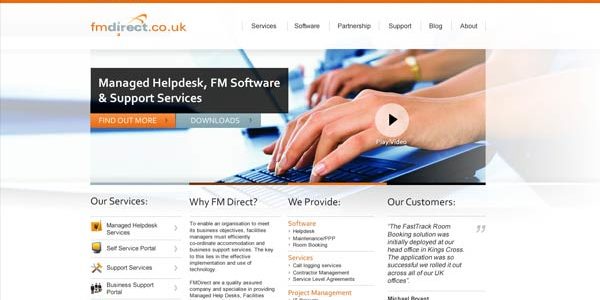 fmdirect.co.uk
Services
Software
Partnership
Support
Blog
About
Managed Helpdesk, FM Software
& Support Services
FIND OUT MORE
DOWNLOADS
Play Video
Our Services:
Managed Helpdesk
Services
Self Service Portal
Support Services
Business Support
Portal
Why FM Direct?
To enable an organisation to meet
its business objectives, facilities
managers must efficiently
co-ordinate accommodation and
business support services. The key
to this lies in the effective
implementation and use of
technology.
FMDirect are a quality assured
company and specialise in providing
Managed Help Desks, Facilities
We Provide:
Software
Helpdesk
Maintenance/PPP
Room Booking
Services
Call logging services
Contractor Management
Service Level Agreements
Project Management
Our Customers:
"The FastTrack Room
Booking solution was
initially deployed at our
head office in Kings Cross.
The application was so
successful we rolled it out
across all of our UK
offices".
Michael Bryant